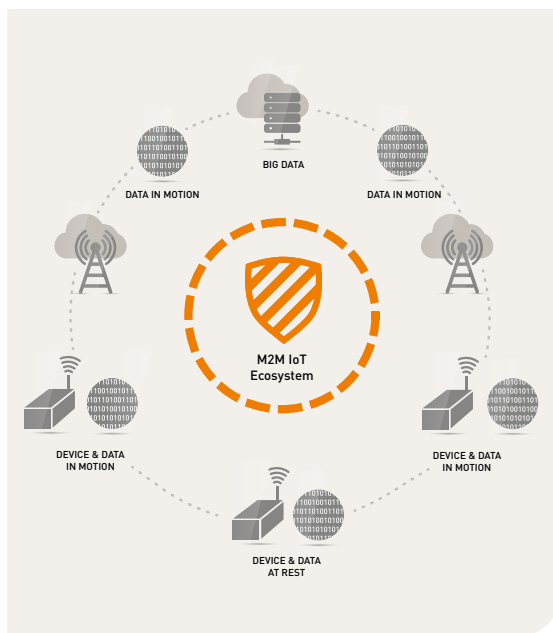 BIG DATA
DATA IN MOTION
DATA IN MOTION
M2M IoT
Ecosystem
DEVICE & DATA
IN MOTION
DEVICE & DATA
IN MOTION
DEVICE & DATA
AT REST